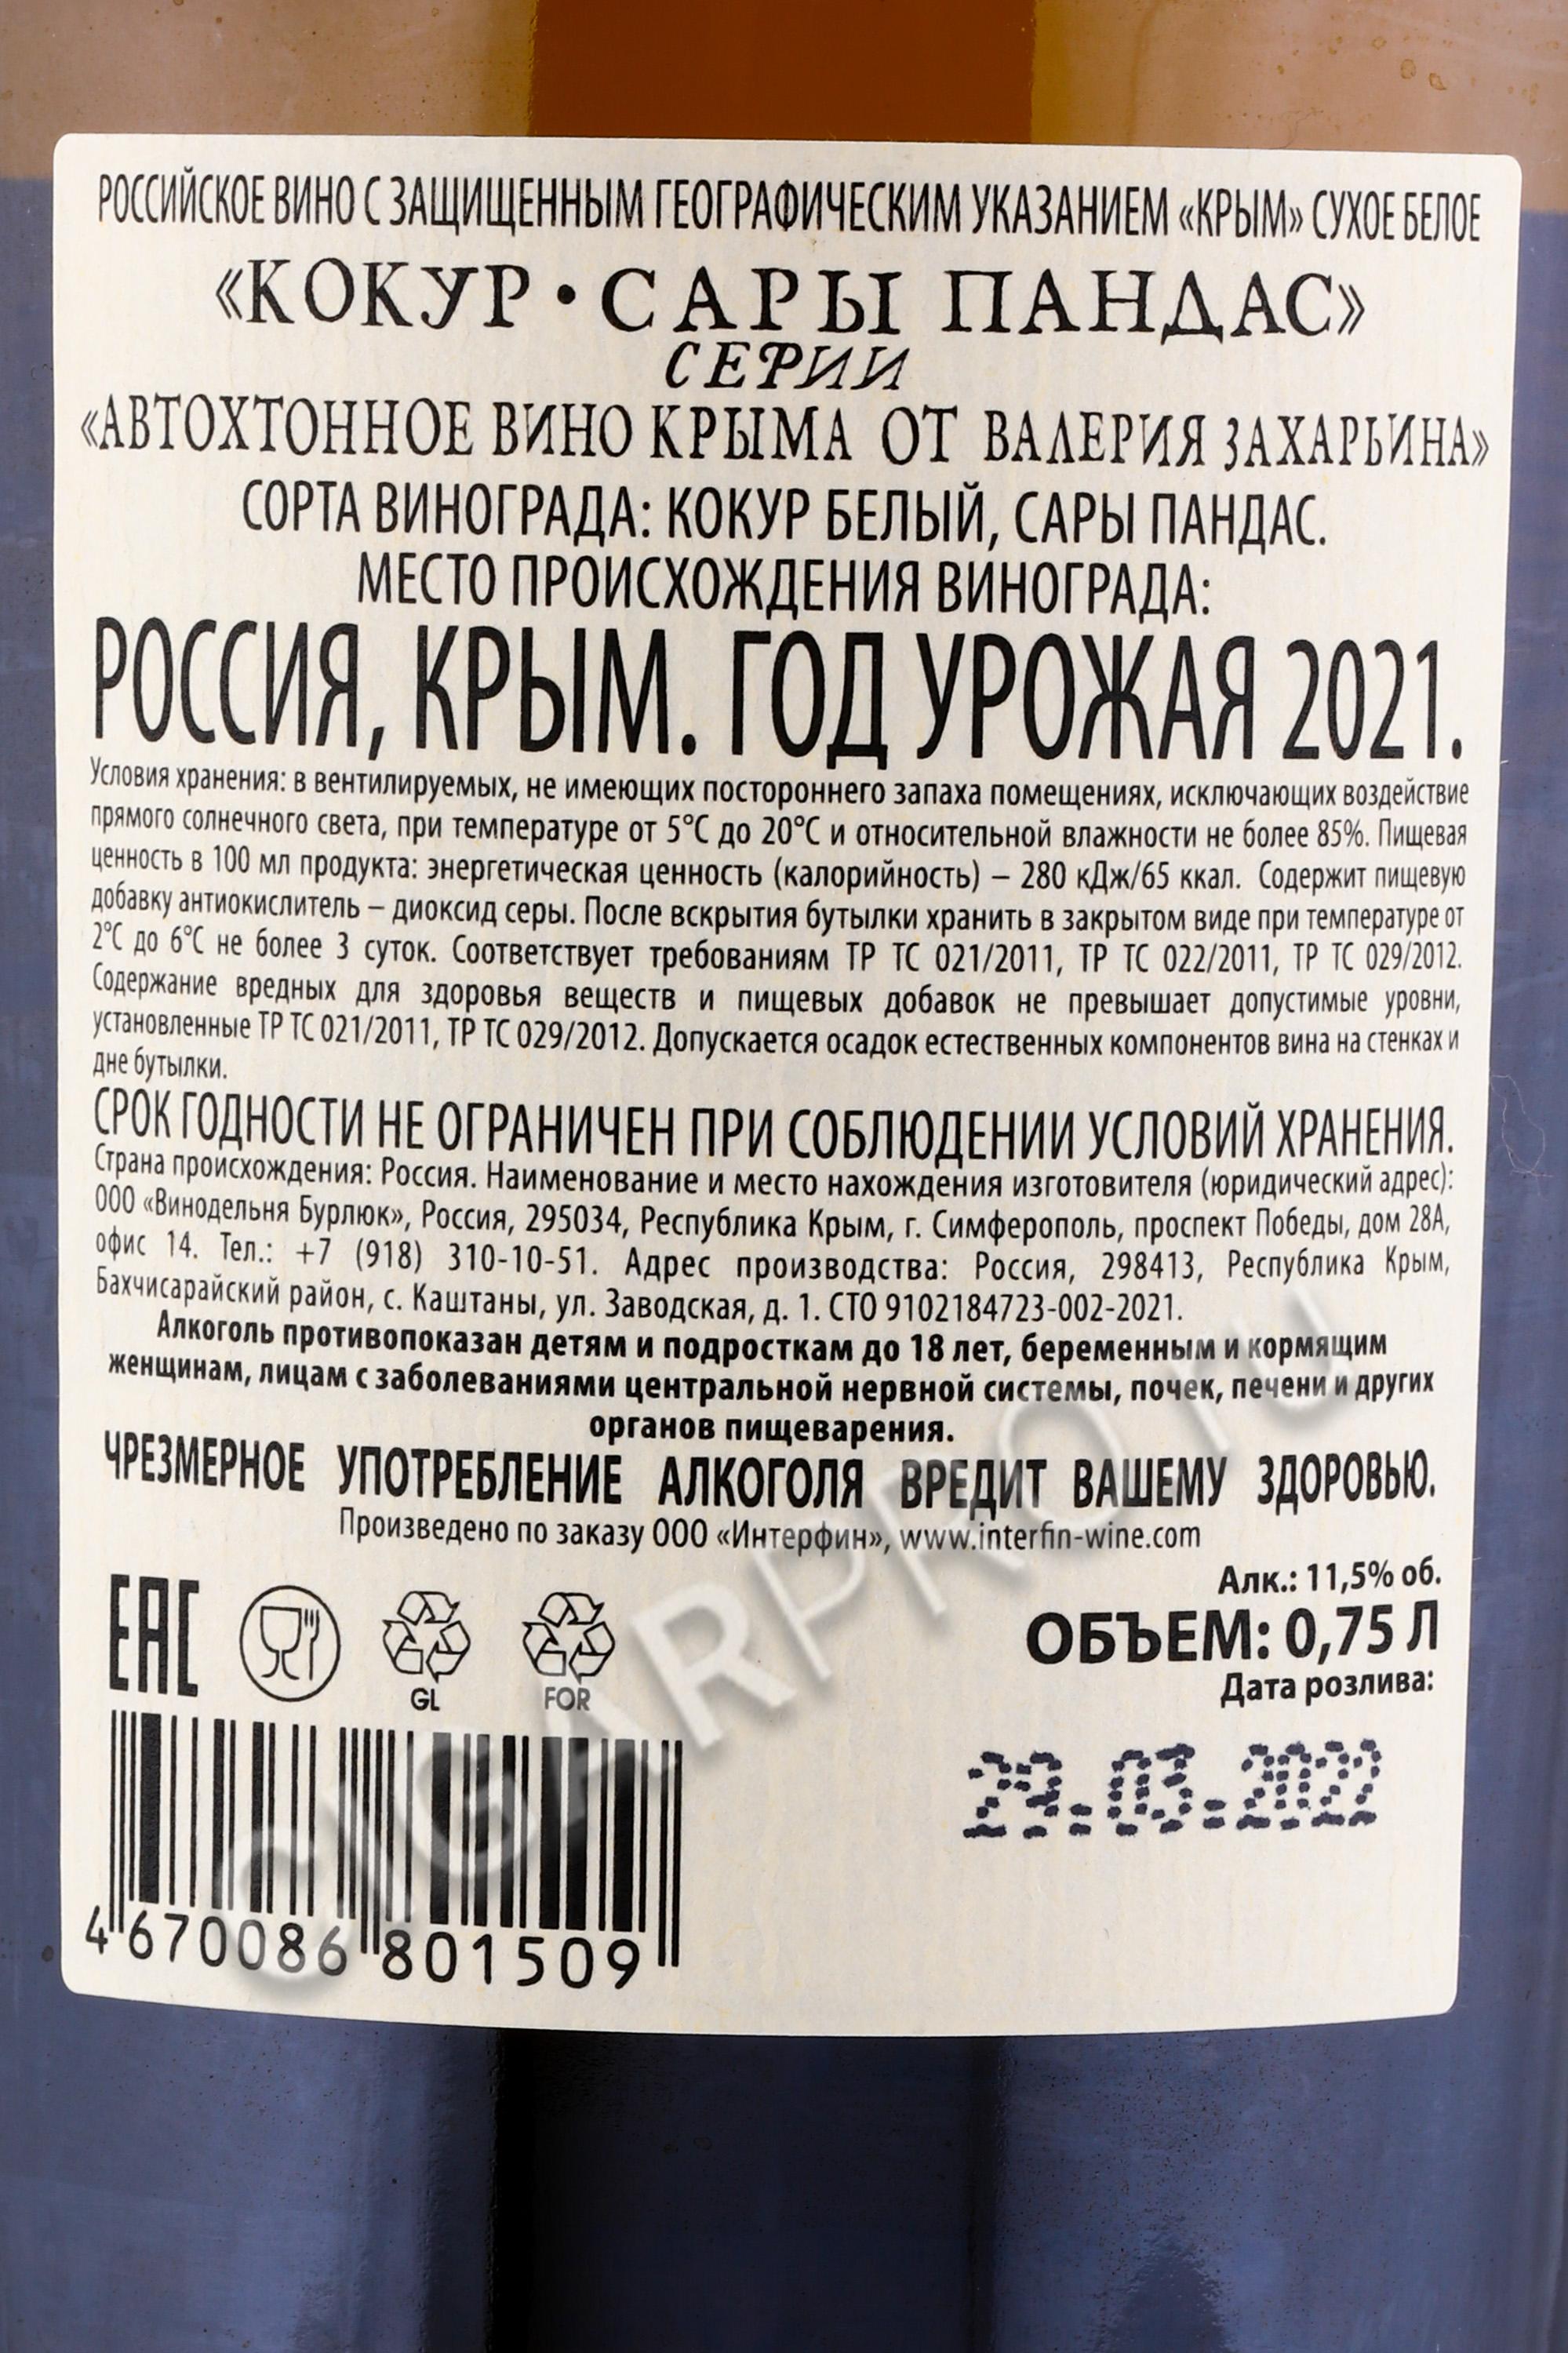 РОССИЙСКОЕ ВИНО С ЗАЩИЩЕННЫМ ГЕОГРАФИЧЕСКИМ УКАЗАНИЕМ «КРЫМ» СУХОЕ БЕЛОЕ
«КОКУР • САРЫ ПАНДАС»
СЕРИИ
«АВТОХТОННОЕ ВИНО КРЫМА ОТ ВАЛЕРИЯ ЗАХАРЬИНА»
СОРТА ВИНОГРАДА: КОКУР БЕЛЫЙ, САРЫ ПАНДАС.
МЕСТО ПРОИСХОЖДЕНИЯ ВИНОГРАДА:
РОССИЯ, КРЫМ. ГОД УРОЖАЯ 2021.
Условия хранения: в вентилируемых, не имеющих постороннего запаха помещениях, исключающих воздействие
прямого солнечного света, при температуре от 5°С до 20°С и относительной влажности не более 85%. Пищевая
ценность в 100 мл продукта: энергетическая ценность (калорийность) – 280 кДж/65 ккал. Содержит пищевую
добавку антиокислитель – диоксид серы. После вскрытия бутылки хранить в закрытом виде при температуре от
2°С до 6°С не более 3 суток. Соответствует требованиям ТР ТС 021/2011, ТР ТС 022/2011, ТР ТС 029/2012.
Содержание вредных для здоровья веществ и пищевых добавок не превышает допустимые уровни,
установленные ТР ТС 021/2011, ТР ТС 029/2012. Допускается осадок естественных компонентов вина на стенках и
дне бутылки.
СРОК ГОДНОСТИ НЕ ОГРАНИЧЕН ПРИ СОБЛЮДЕНИИ УСЛОВИЙ ХРАНЕНИЯ.
Страна происхождения: Россия. Наименование и место нахождения изготовителя (юридический адрес):
ООО «Винодельня Бурлюк», Россия, 295034, Республика Крым, г. Симферополь, проспект Победы, дом 28А,
офис 14. Тел.: +7 (918) 310-10-51. Адрес производства: Россия, 298413, Республика Крым,
Бахчисарайский район, с. Каштаны, ул. Заводская, д. 1. СТО 9102184723-002-2021.
Алкоголь противопоказан детям и подросткам до 18 лет, беременным и кормящим
женщинам, лицам с заболеваниями центральной нервной системы, почек, печени и других
органов пищеварения.
ЧРЕЗМЕРНОЕ УПОТРЕБЛЕНИЕ АЛКОГОЛЯ ВРЕДИТ ВАШЕМУ ЗДОРОВЬЮ.
Произведено по заказу ООО «Интерфин», www.interfin-wine.com
Алк.: 11,5% об.
ОБЪЕМ: 0,75 Л
Дата розлива:
29.03.2022
EAC
GL
FOR
4 670086 801509
CIGARPRO.RU